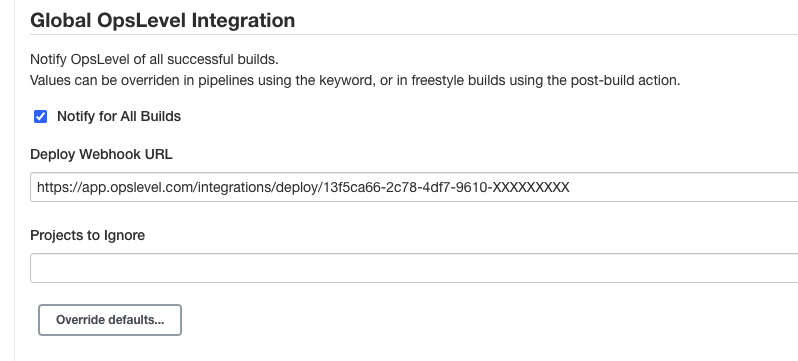 Global OpsLevel Integration
Notify OpsLevel of all successful builds.
Values can be overriden in pipelines using the keyword, or in freestyle builds using the post-build action.
Notify for All Builds
Deploy Webhook URL
https://app.opslevel.com/integrations/deploy/13f5ca66-2c78-4df7-9610-XXXXXXXXX
Projects to Ignore
Override defaults...